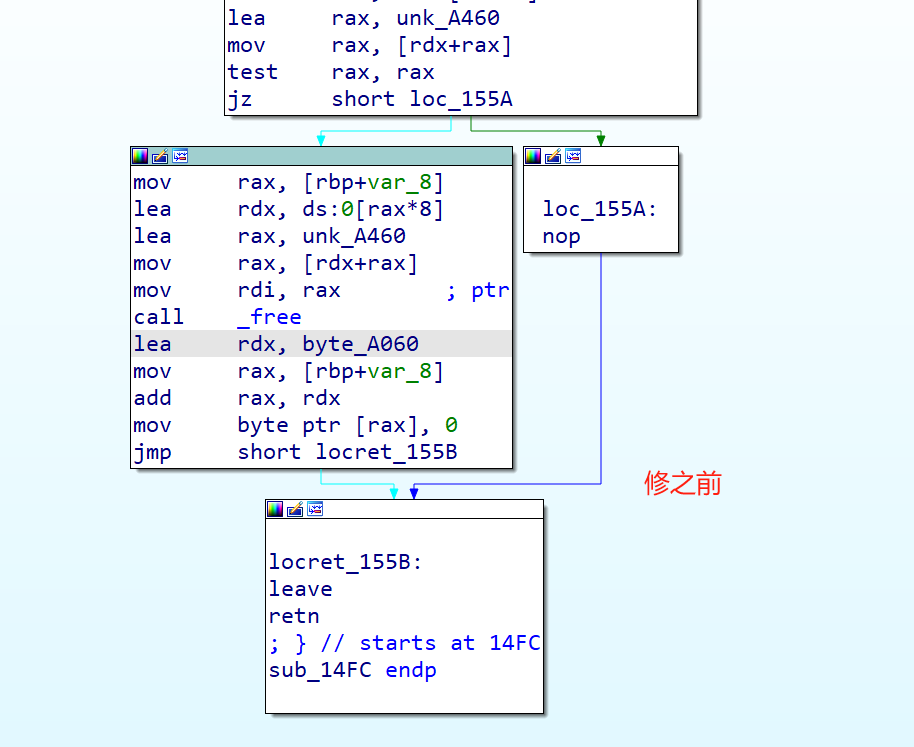 lea     rax, unk_A460
mov     rax, [rdx+rax]
test    rax, rax
jz      short loc_155A
mov     rax, [rbp+var_8]
lea     rdx, ds:0[rax*8]
lea     rax, unk_A460
mov     rax, [rdx+rax]
mov     rdi, rax        ; ptr
call    _free
lea     rdx, byte_A060
mov     rax, [rbp+var_8]
add     rax, rdx
mov     byte ptr [rax], 0
jmp     short locret_155B
loc_155A:
nop
修之前
locret_155B:
leave
retn
; } // starts at 14FC
sub_14FC endp